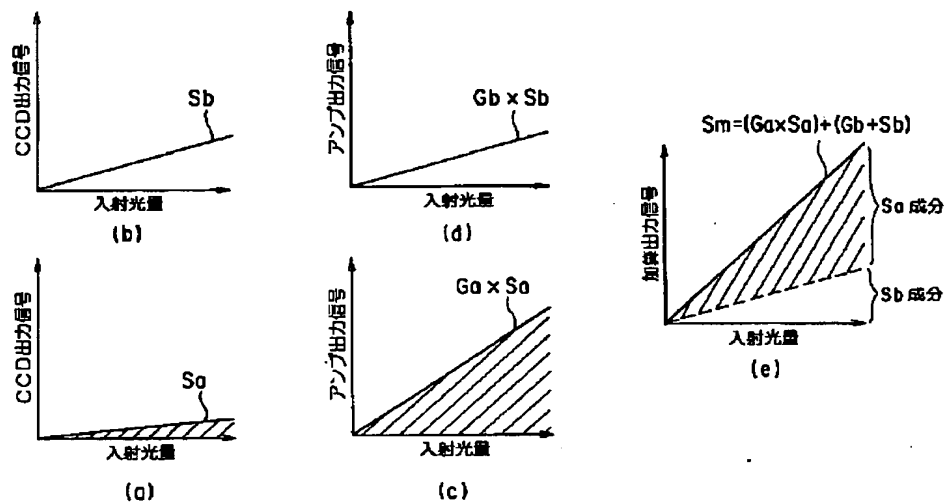 CCD出力信号
Sb
入射光量
(b)
アンプ出力信号
Gb × Sb
入射光量
(d)
CCD出力信号
Sa
入射光量
(a)
アンプ出力信号
Ga × Sa
入射光量
(c)
Sm=(Ga×Sa)+(Gb+Sb)
加算出力信号
Sa 成分
Sb 成分
入射光量
(e)